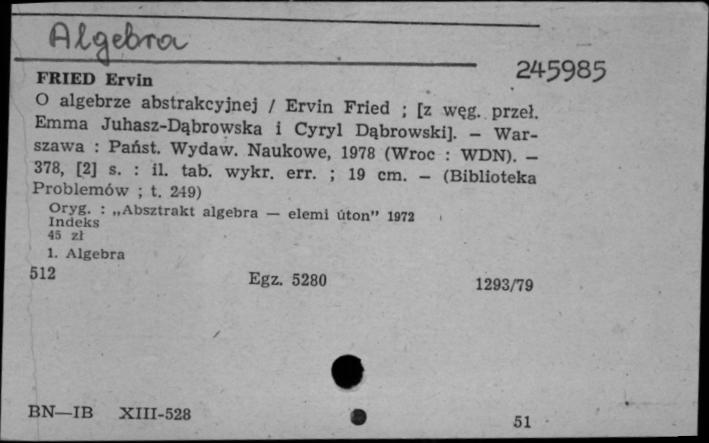 Algebra
245985
FRIED Ervin
O algebrze abstrakcyjnej / Ervin Fried ; [z węg. przeł.
Emma Juhasz-Dąbrowska i Cyryl Dąbrowski]. — War-
szawa : Państ. Wydaw. Naukowe, 1978 (Wroc : WDN). —
378, [2] s. : il. tab. wykr. err. ; 19 cm. — (Biblioteka
Problemów ; t. 249)
Oryg. : „Absztrakt algebra — elemi úton" 1972
Indeks
45 zł
1. Algebra
512 Egz. 5280 1293/79
BN—IB XIII-528 51